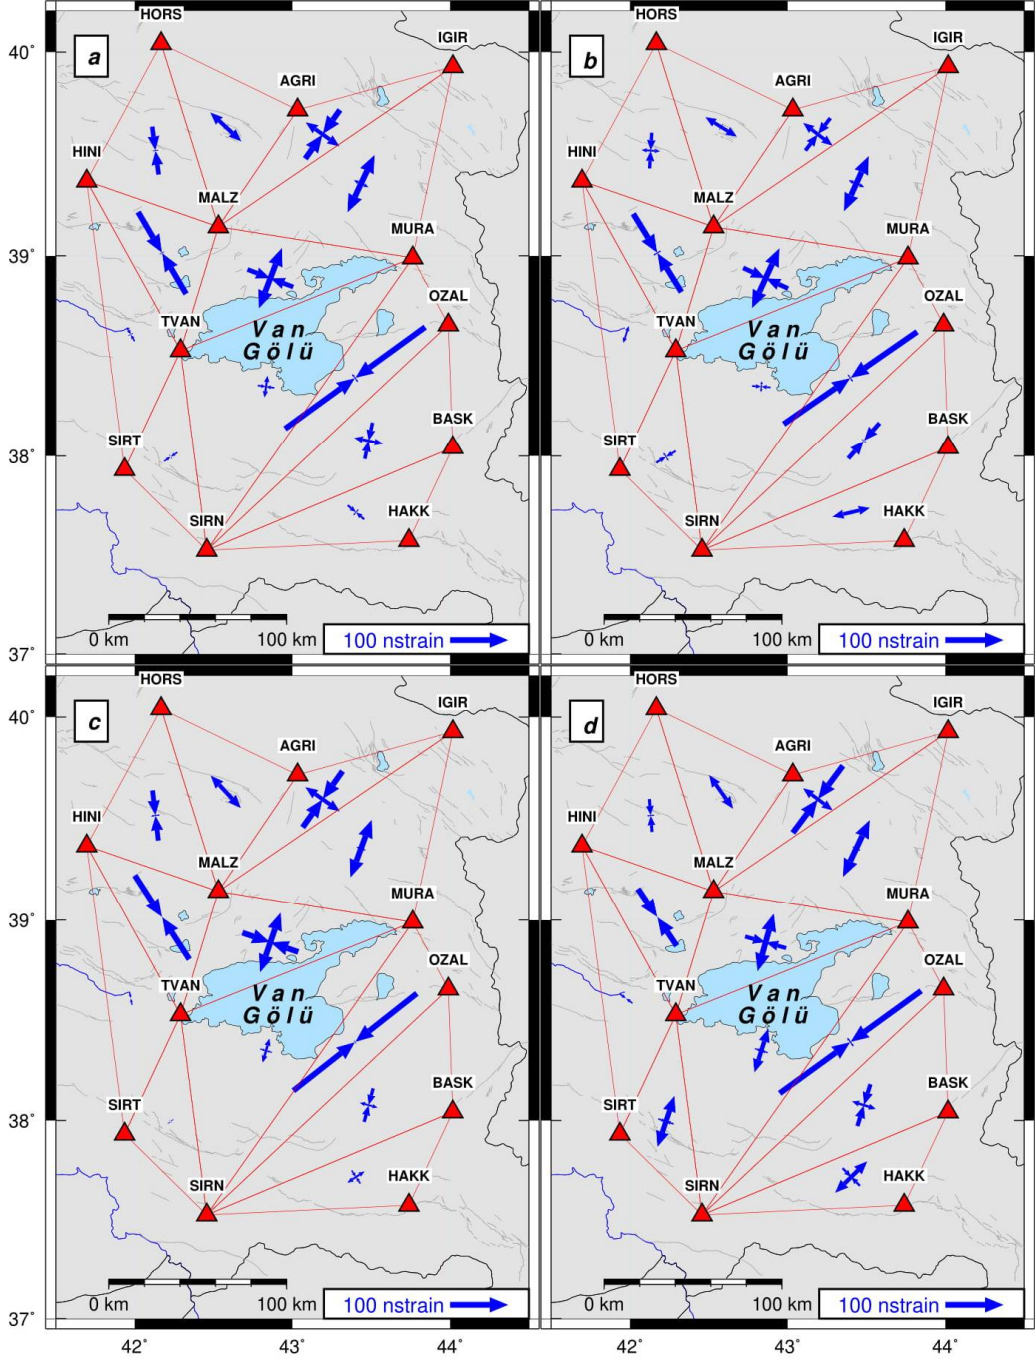 HORS
a
IGIR
40°
AGRI
HINI
MALZ
MURA
39°
OZAL
TVAN
Van
Gölü
BASK
SIRT
38°
SIRN
HAKK
0 km 100 km
100 nstrain
37°
HORS
b
IGIR
AGRI
HINI
MALZ
MURA
OZAL
TVAN
Van
Gölü
BASK
SIRT
SIRN
HAKK
0 km 100 km
100 nstrain
HORS
c
IGIR
40°
AGRI
HINI
MALZ
MURA
39°
OZAL
TVAN
Van
Gölü
BASK
SIRT
38°
SIRN
HAKK
0 km 100 km
100 nstrain
37°
42° 43° 44°
HORS
d
IGIR
AGRI
HINI
MALZ
MURA
OZAL
TVAN
Van
Gölü
BASK
SIRT
SIRN
HAKK
0 km 100 km
100 nstrain
42° 43° 44°